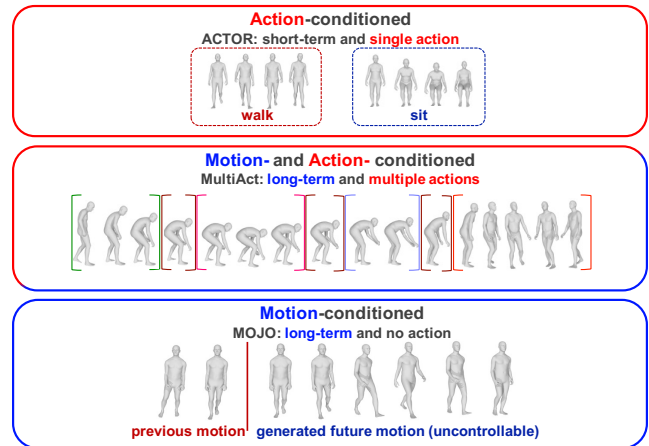 Action-conditioned
ACTOR: short-term and single action
walk
sit
Motion- and Action- conditioned
MultiAct: long-term and multiple actions
Motion-conditioned
MOJO: long-term and no action
previous motion
generated future motion (uncontrollable)